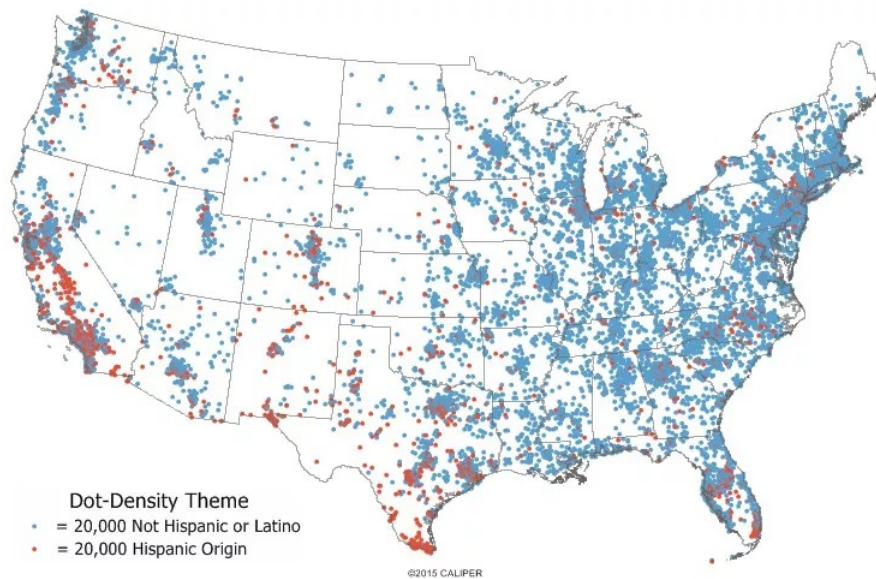 Dot-Density Theme
= 20,000 Not Hispanic or Latino
= 20,000 Hispanic Origin
©2015 CALIPER